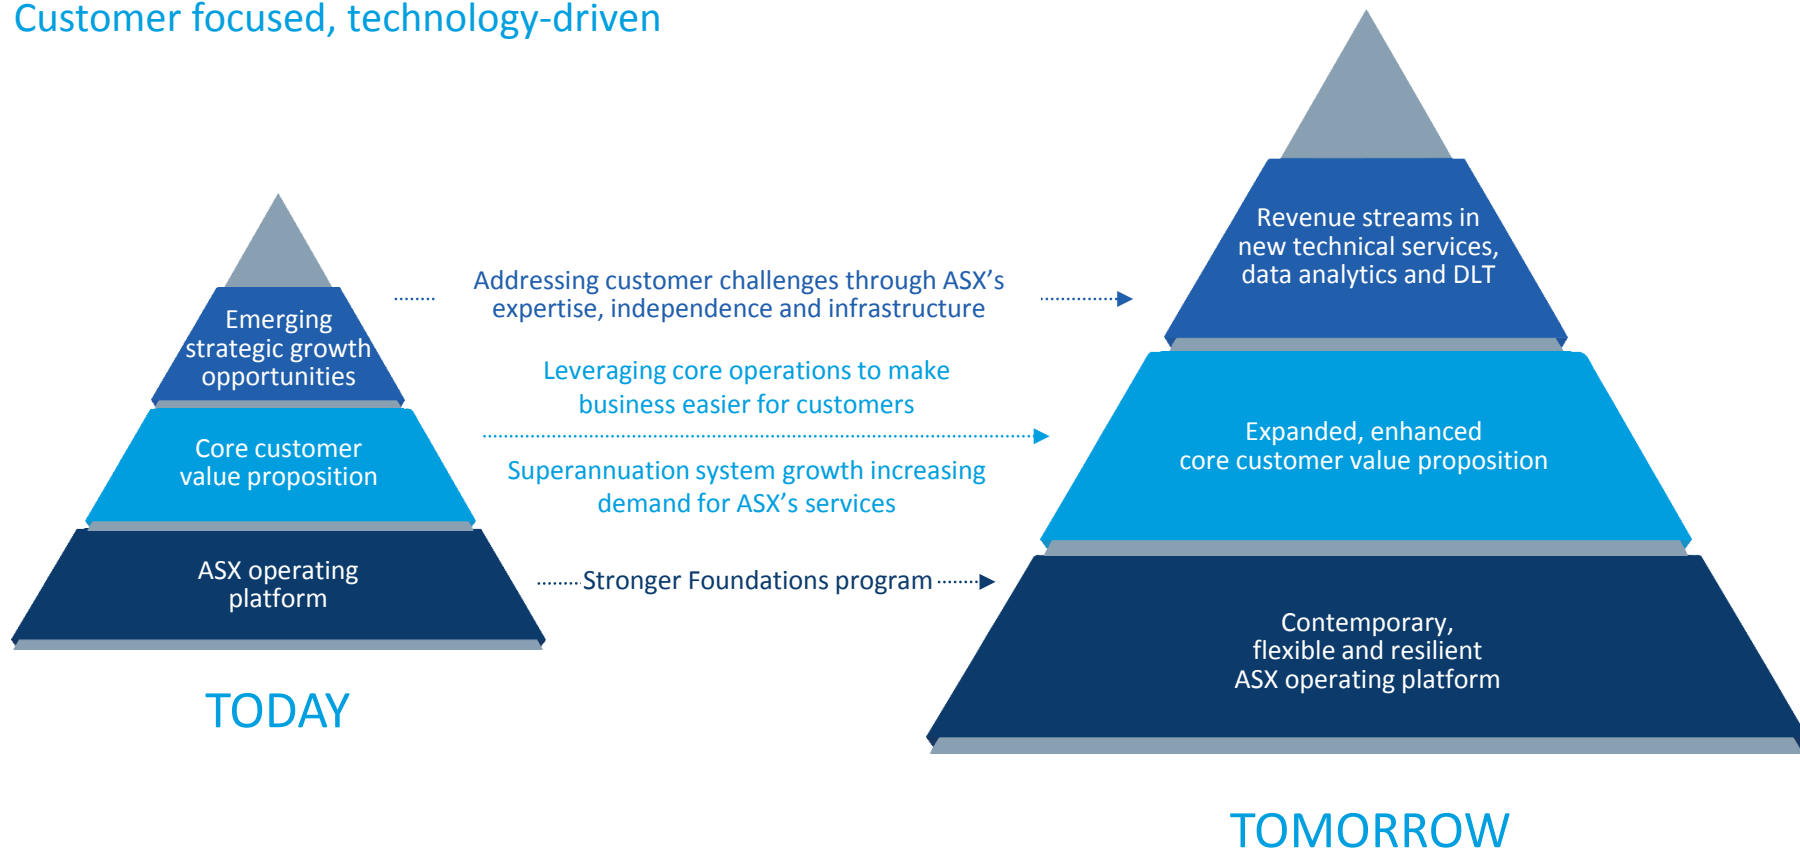 Customer focused, technology-driven
Emerging
strategic growth
opportunities
Core customer
value proposition
ASX operating
platform
TODAY
Addressing customer challenges through ASX’s
expertise, independence and infrastructure
Leveraging core operations to make
business easier for customers
Superannuation system growth increasing
demand for ASX’s services
Stronger Foundations program
Revenue streams in
new technical services,
data analytics and DLT
Expanded, enhanced
core customer value proposition
Contemporary,
flexible and resilient
ASX operating platform
TOMORROW